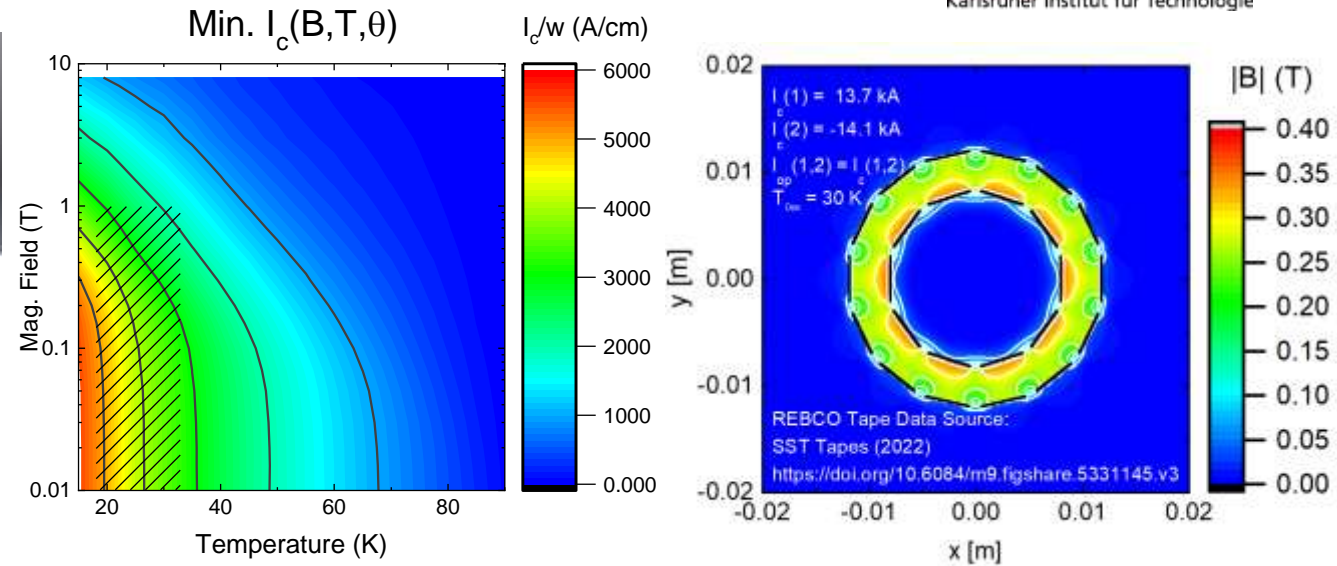 Karlsruher Institut für Technologie
Min. I_c(B,T,θ)
I_c/w (A/cm)
10
1
0.1
0.01
Mag. Field (T)
20
40
60
80
Temperature (K)
6000
5000
4000
3000
2000
1000
0.000
|B| (T)
0.02
0.01
0.00
-0.01
-0.02
y [m]
I_c(1) = 13.7 kA
I_c(2) = -14.1 kA
I_op(1,2) = I_c(1,2)
= 30 K
REBCO Tape Data Source:
SST Tapes (2022)
https://doi.org/10.6084/m9.figshare.5331145.v3
-0.02
-0.01
0.00
0.01
0.02
x [m]
0.40
0.35
0.30
0.25
0.20
0.15
0.10
0.05
0.00